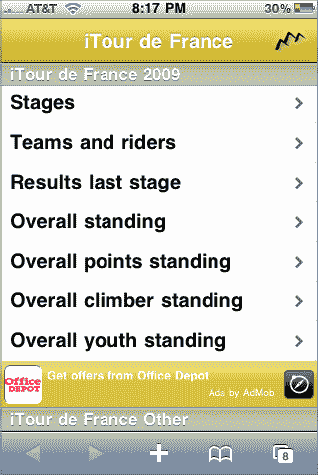 AT&T 8:17 PM 30%
iTour de France
iTour de France 2009
Stages
Teams and riders
Results last stage
Overall standing
Overall points standing
Overall climber standing
Overall youth standing
Office
DEPOT
Get offers from Office Depot
Ads by AdMob
iTour de France Other
8